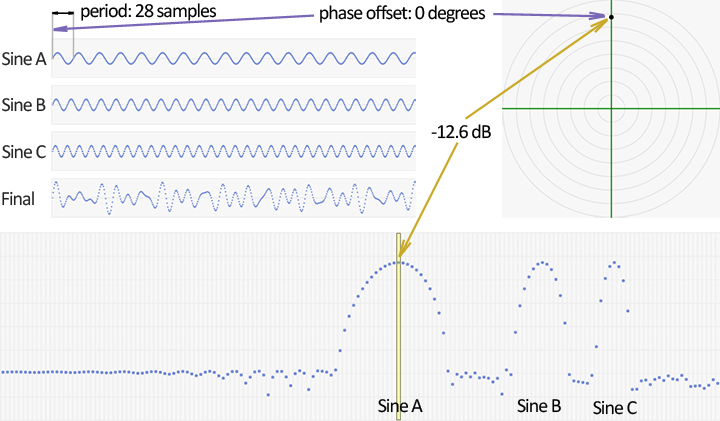 period: 28 samples
phase offset: 0 degrees
Sine A
Sine B
Sine C
Final
-12.6 dB
Sine A
Sine B
Sine C